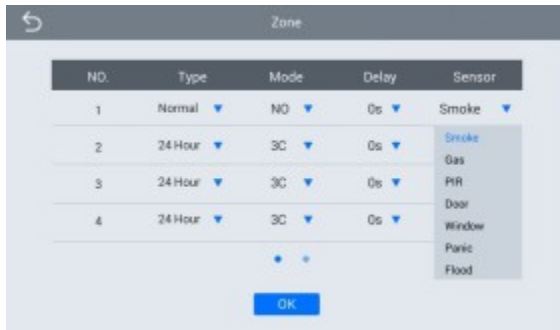 Zone
NO. Type Mode Delay Sensor
1 Normal NO 0s Smoke
2 24 Hour 3C 0s Smoke
3 24 Hour 3C 0s Gas
4 24 Hour 3C 0s PIR
Door
Window
Panic
Flood
OK